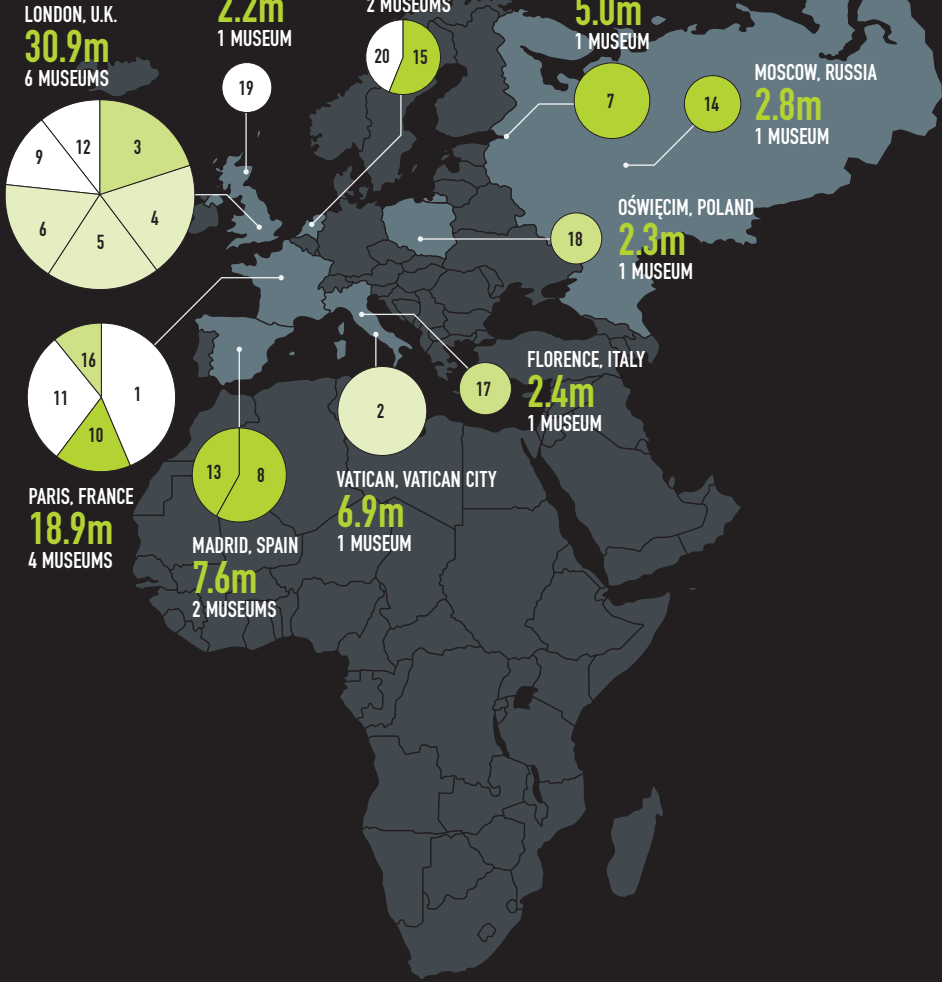 LONDON, U.K.
30.9m
6 MUSEUMS
2.2m
1 MUSEUM
2 MUSEUMS
5.0m
1 MUSEUM
MOSCOW, RUSSIA
2.8m
1 MUSEUM
19
20
15
7
14
9
12
3
6
5
4
OŚWIĘCIM, POLAND
2.3m
1 MUSEUM
18
16
11
1
10
PARIS, FRANCE
18.9m
4 MUSEUMS
13
8
MADRID, SPAIN
7.6m
2 MUSEUMS
2
VATICAN, VATICAN CITY
6.9m
1 MUSEUM
17
FLORENCE, ITALY
2.4m
1 MUSEUM